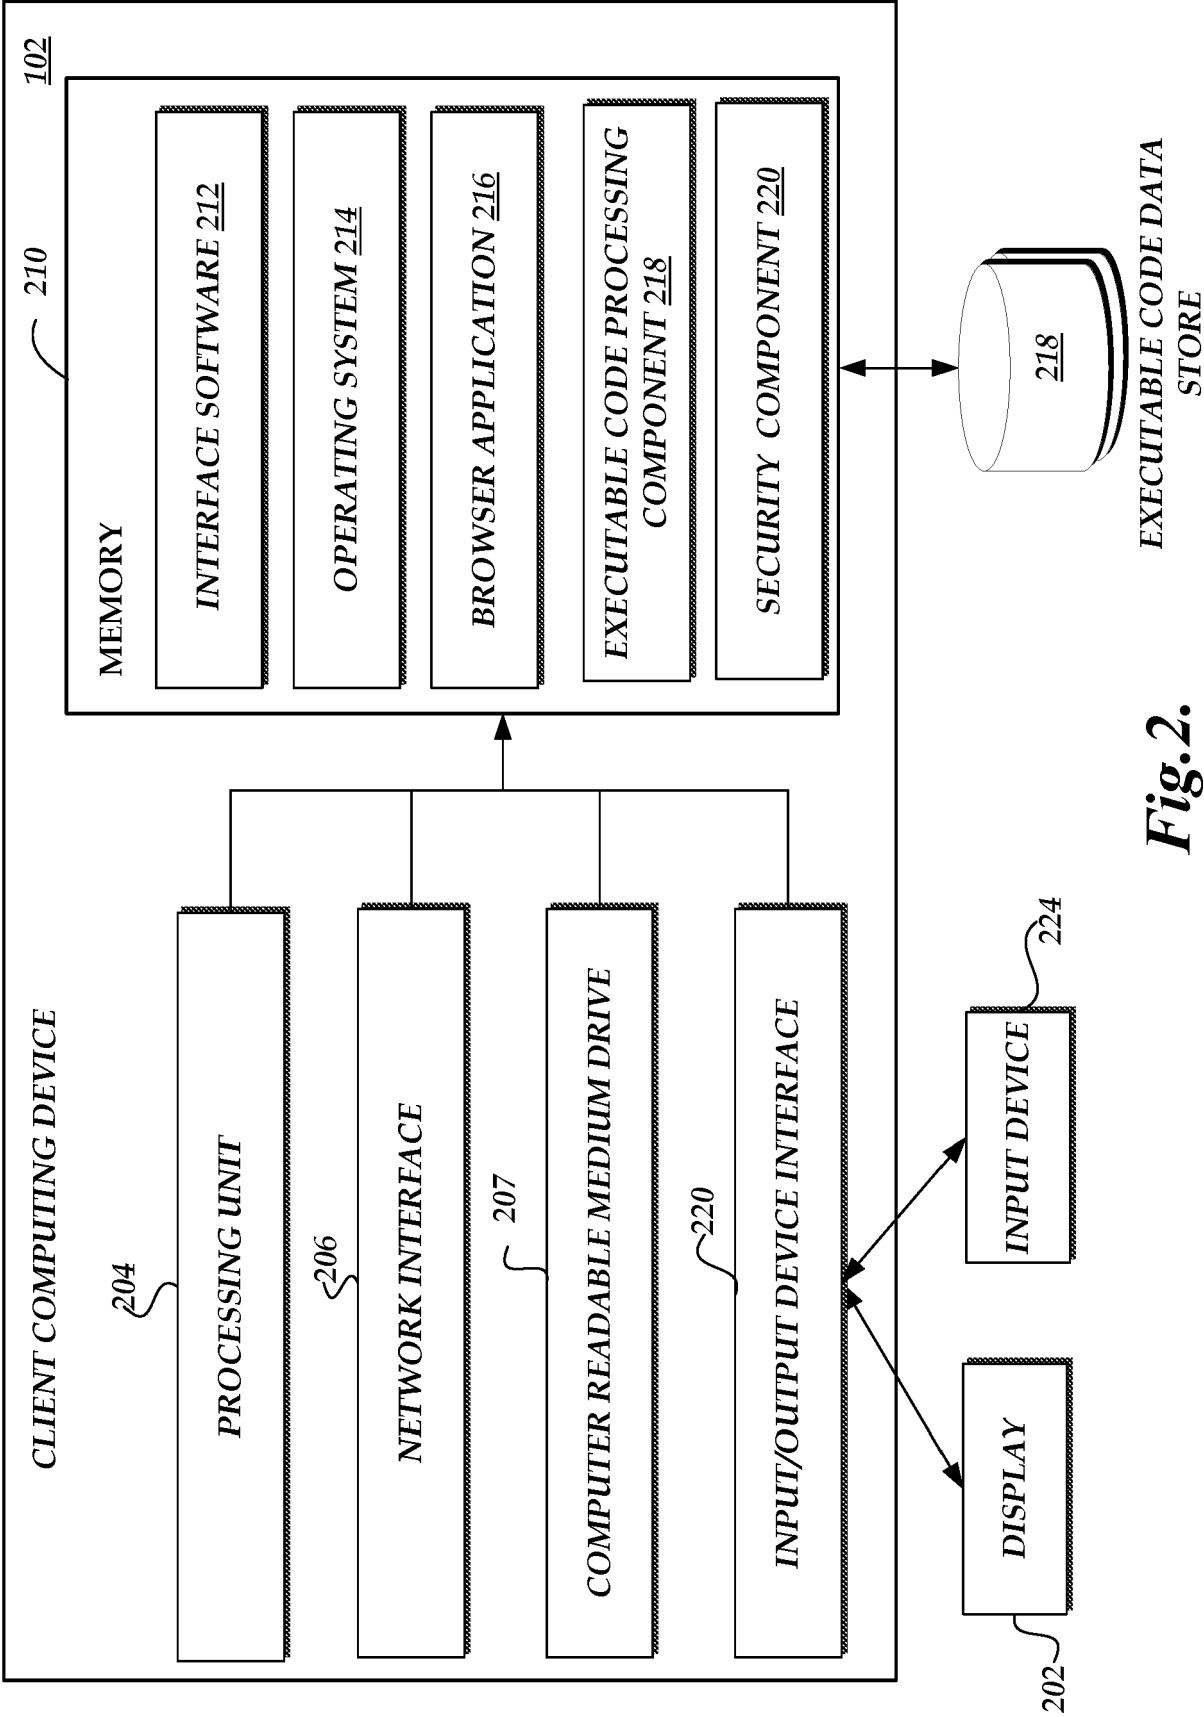 CLIENT COMPUTING DEVICE
102
204
PROCESSING UNIT
206
NETWORK INTERFACE
207
COMPUTER READABLE MEDIUM DRIVE
220
INPUT/OUTPUT DEVICE INTERFACE
210
MEMORY
INTERFACE SOFTWARE 212
OPERATING SYSTEM 214
BROWSER APPLICATION 216
EXECUTABLE CODE PROCESSING
COMPONENT 218
SECURITY COMPONENT 220
DISPLAY
202
INPUT DEVICE
224
218
EXECUTABLE CODE DATA
STORE
Fig.2.